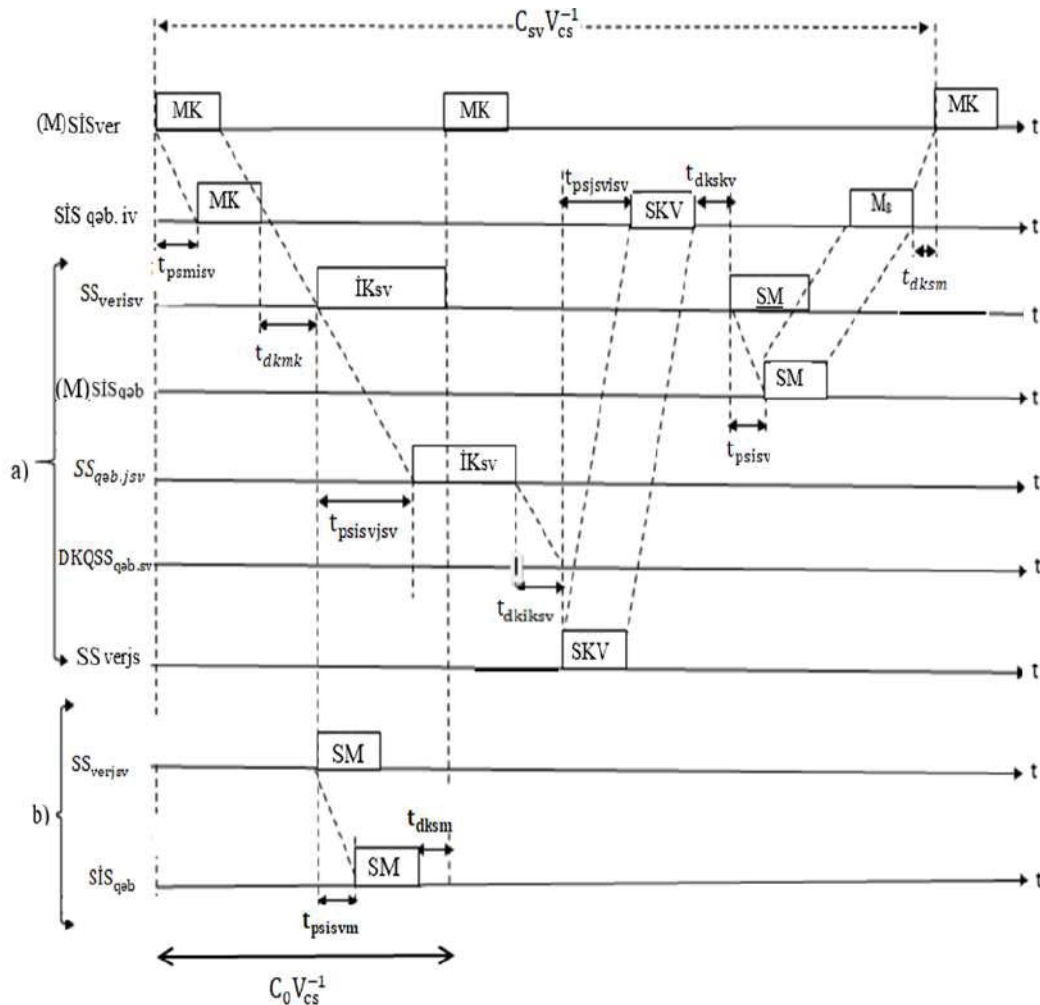 C_sv V_cs^-1
MK MK MK
(M)SİSver t
t_psjsvisv t_dkskv
MK SKV M_s
SİS qəb. iv t
t_psmisv t_dksm
İKsv SM
SS_verisv t
t_dkmk
SM
(M)SİSqəb t
t_psisv
a)
İKsv
SS_qəb.jsv t
t_psisvjsv
DKQSS_qəb.sv t
t_dkiksv
SKV
SS verjs t
SM
SS_verjsv t
b)
t_dksm
SM
SİS_qəb t
t_psisvm
C_0 V_cs^-1